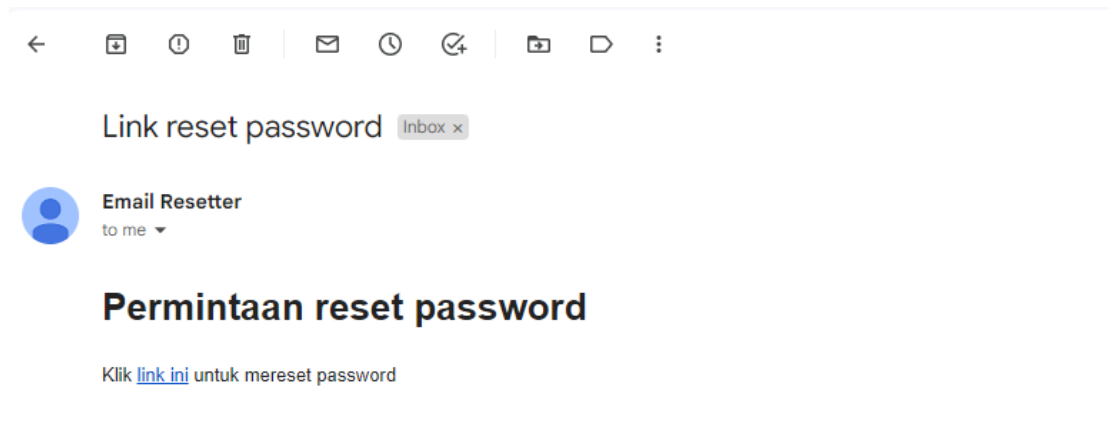 Link reset password Inbox ×
Email Resetter
to me
Permintaan reset password
Klik link ini untuk mereset password